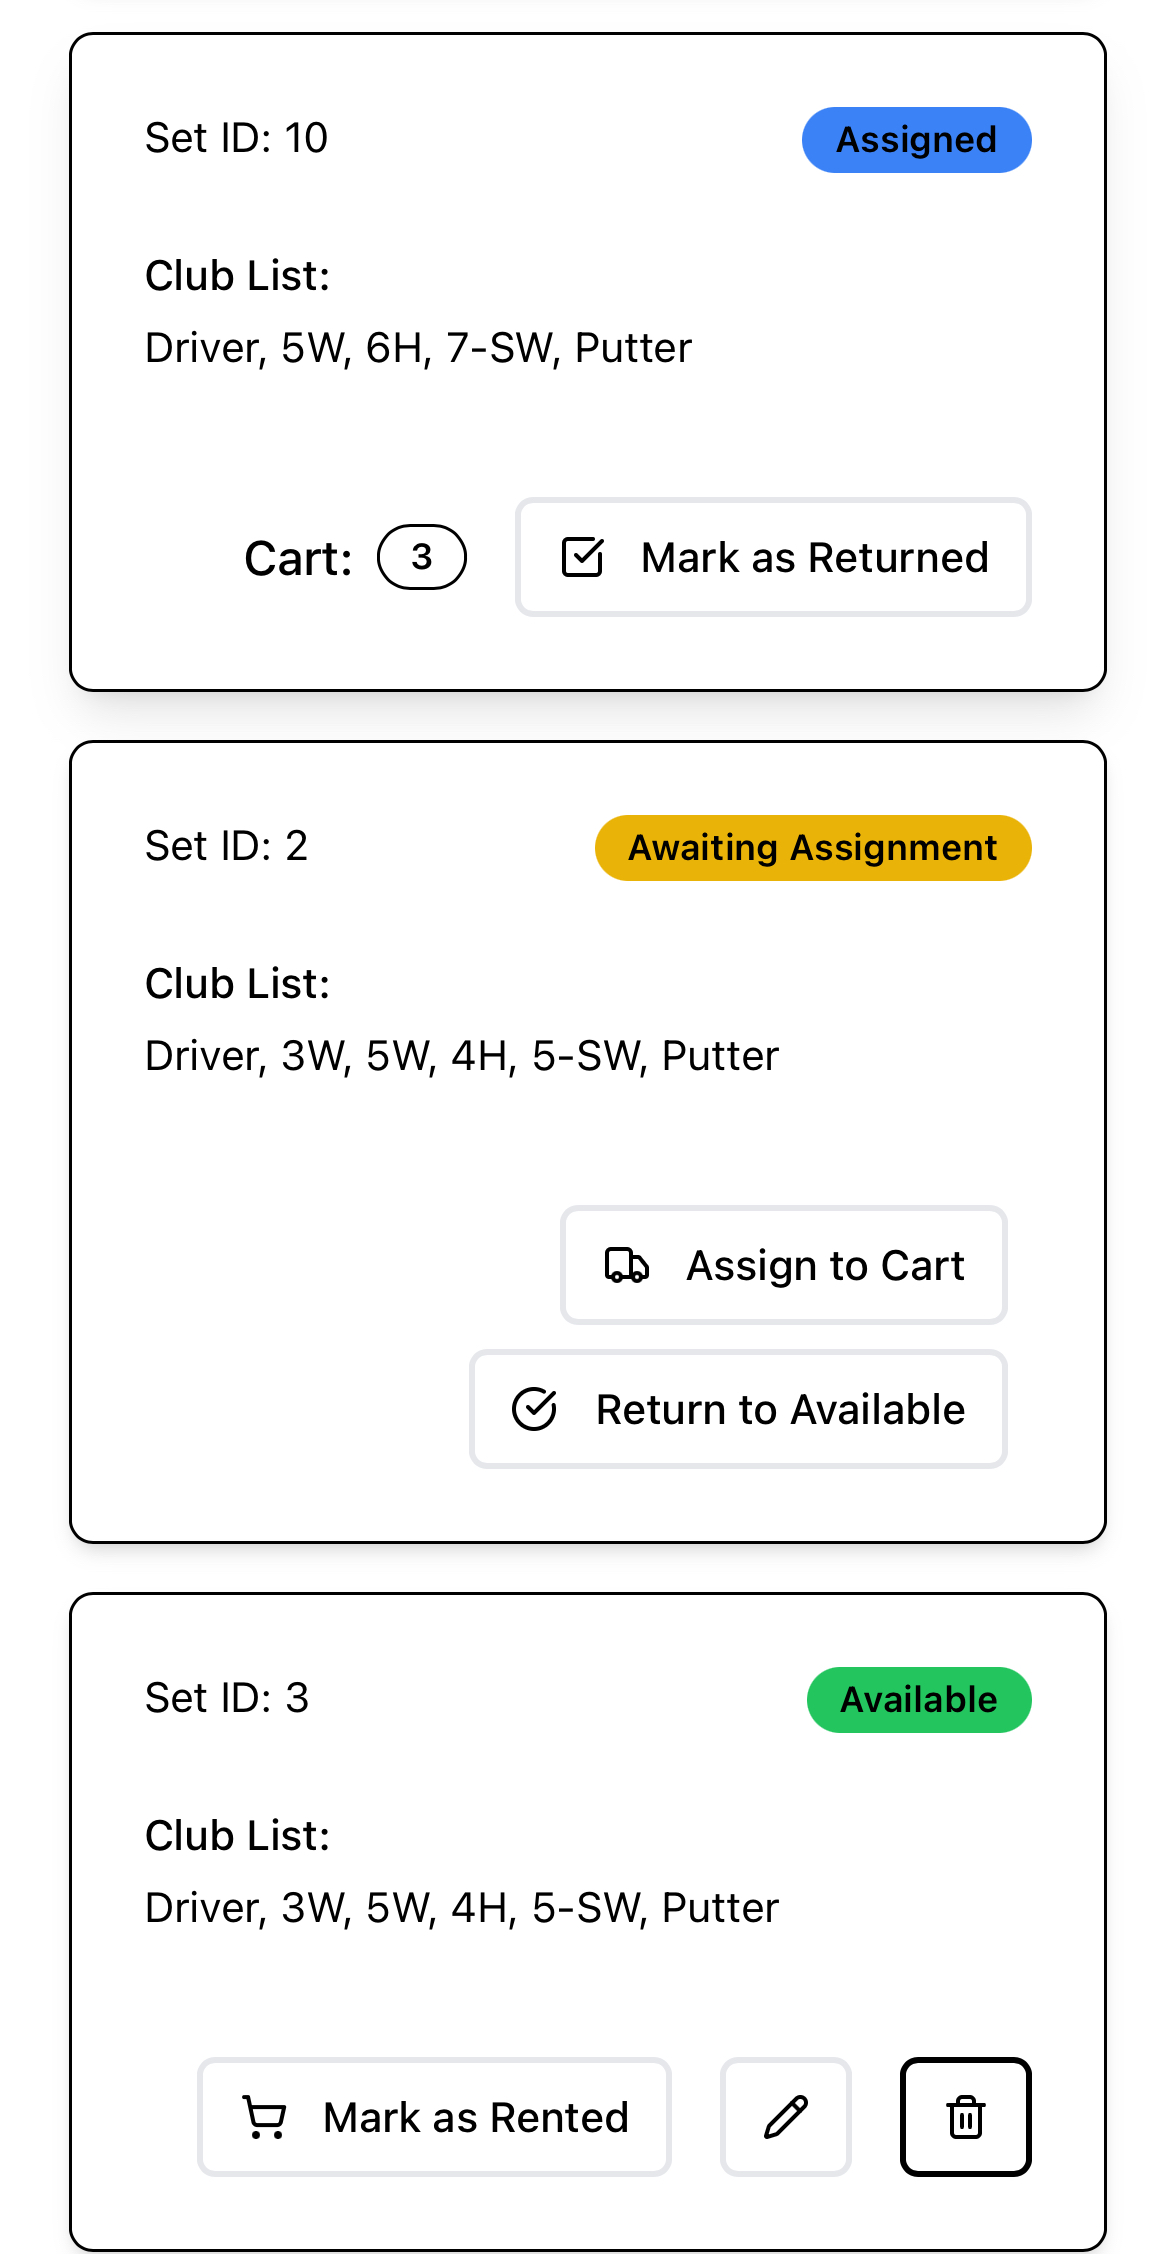 Set ID: 10
Assigned
Club List:
Driver, 5W, 6H, 7-SW, Putter
Cart: 3
Mark as Returned
Set ID: 2
Awaiting Assignment
Club List:
Driver, 3W, 5W, 4H, 5-SW, Putter
Assign to Cart
Return to Available
Set ID: 3
Available
Club List:
Driver, 3W, 5W, 4H, 5-SW, Putter
Mark as Rented